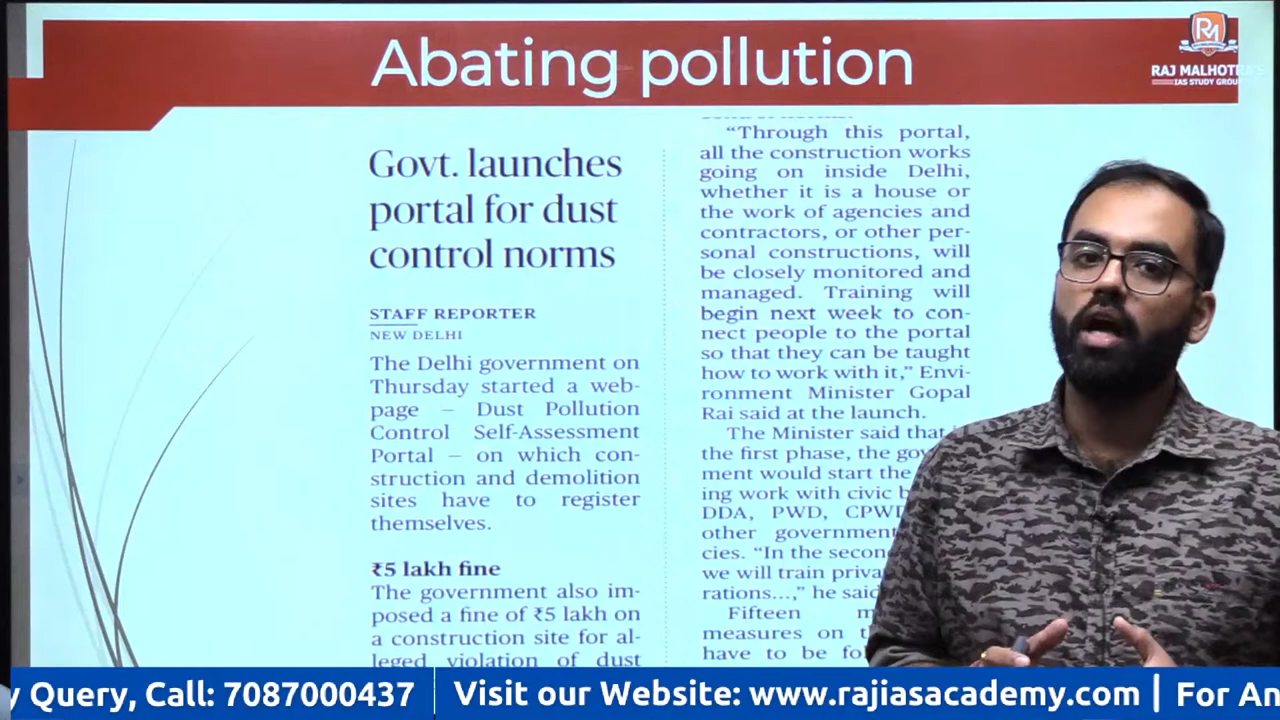 Abating pollution
RM
RAJ MALHOTRA'S
IAS STUDY GROUP
Govt. launches
portal for dust
control norms
STAFF REPORTER
NEW DELHI
The Delhi government on
Thursday started a web-
page – Dust Pollution
Control Self-Assessment
Portal – on which con-
struction and demolition
sites have to register
themselves.
₹5 lakh fine
The government also im-
posed a fine of ₹5 lakh on
a construction site for al-
leged violation of dust
“Through this portal,
all the construction works
going on inside Delhi,
whether it is a house or
the work of agencies and
contractors, or other per-
sonal constructions, will
be closely monitored and
managed. Training will
begin next week to con-
nect people to the portal
so that they can be taught
how to work with it,” Envi-
ronment Minister Gopal
Rai said at the launch.
The Minister said that
the first phase, the gov
ment would start the
ing work with civic b
DDA, PWD, CPWD
other government
cies. “In the secon
we will train priva
rations...,” he said
Fifteen m
measures on t
have to be fol
y Query, Call: 7087000437
Visit our Website: www.rajiasacademy.com | For An